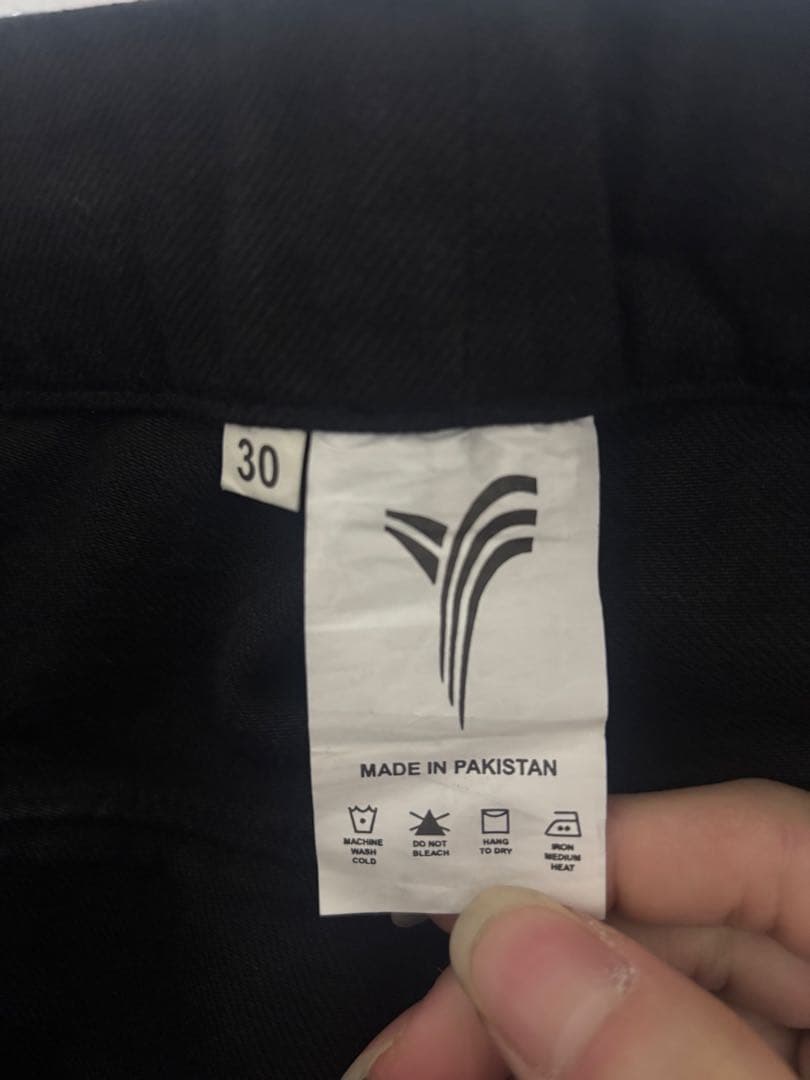 30
MADE IN PAKISTAN
MACHINE
WASH
COLD
DO NOT
BLEACH
HANG
TO DRY
IRON
MEDIUM
HEAT